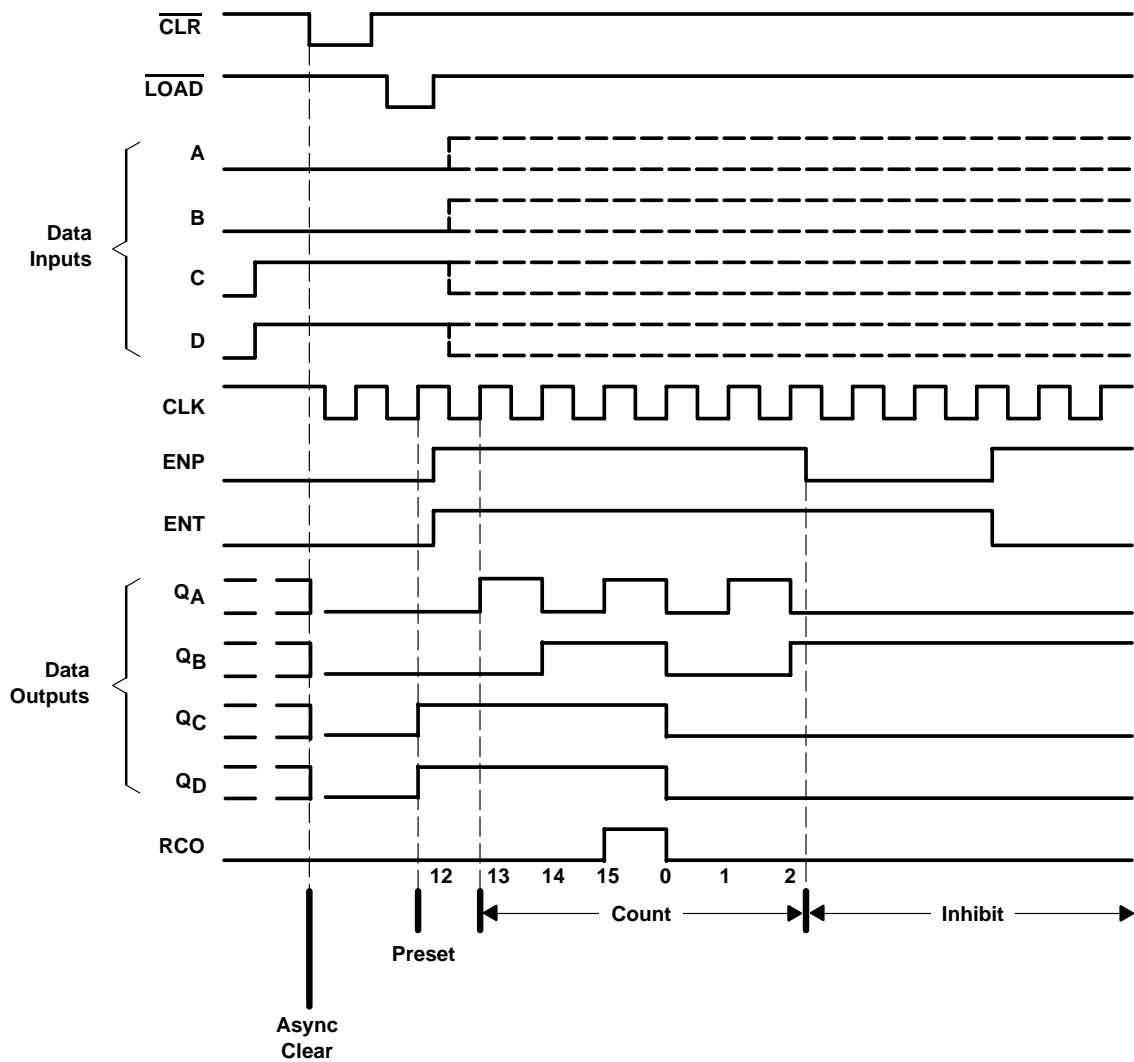 CLR
LOAD
A
B
Data
Inputs
C
D
CLK
ENP
ENT
QA
QB
Data
Outputs
QC
QD
RCO
12 13 14 15 0 1 2
Count
Inhibit
Preset
Async
Clear